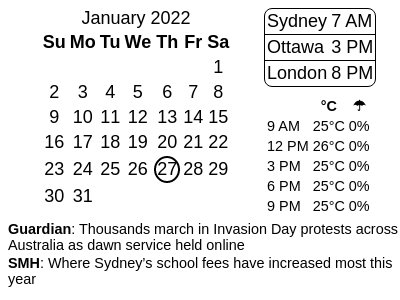 January 2022
Su Mo Tu We Th Fr Sa
1
2 3 4 5 6 7 8
9 10 11 12 13 14 15
16 17 18 19 20 21 22
23 24 25 26 27 28 29
30 31
Sydney 7 AM
Ottawa 3 PM
London 8 PM
°C ☂
9 AM 25°C 0%
12 PM 26°C 0%
3 PM 25°C 0%
6 PM 25°C 0%
9 PM 25°C 0%
Guardian: Thousands march in Invasion Day protests across
Australia as dawn service held online
SMH: Where Sydney's school fees have increased most this
year